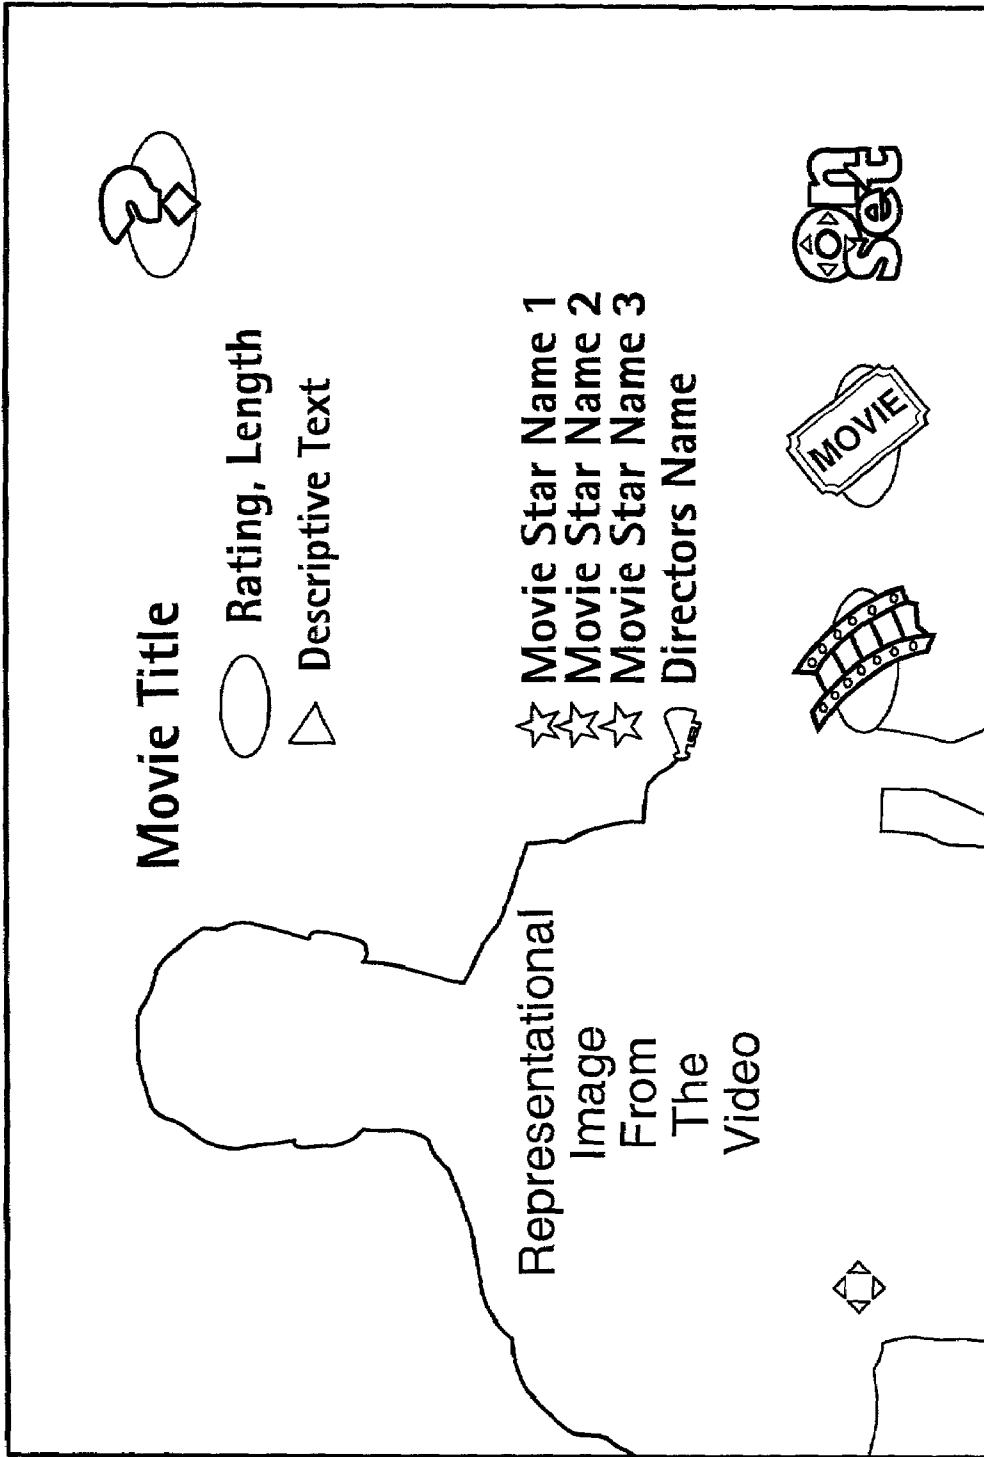 Movie Title
Rating, Length
Descriptive Text
Representational
Image
From
The
Video
Movie Star Name 1
Movie Star Name 2
Movie Star Name 3
Directors Name
MOVIE
On
set